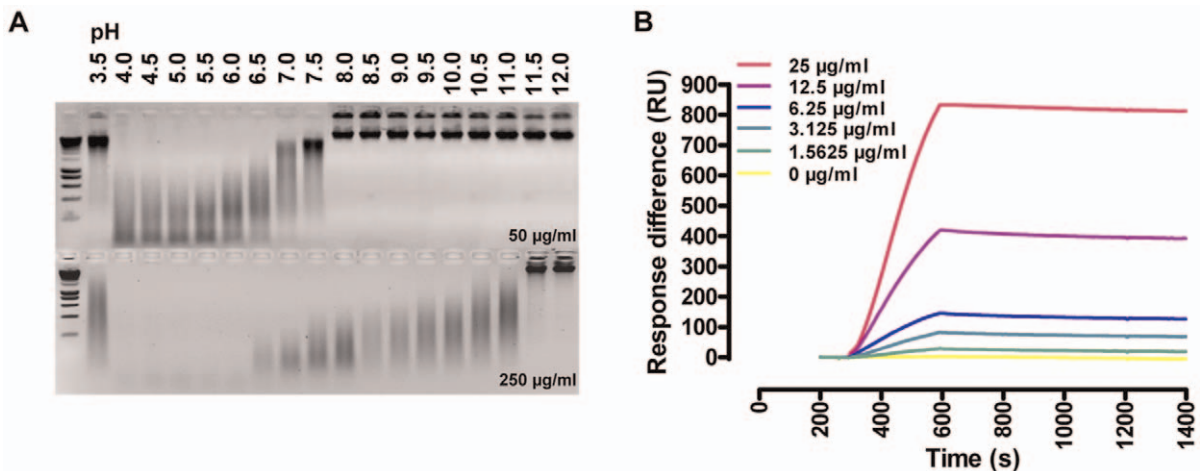 A
pH
3.5 4.0 4.5 5.0 5.5 6.0 6.5 7.0 7.5 8.0 8.5 9.0 9.5 10.0 10.5 11.0 11.5 12.0
50 µg/ml
250 µg/ml
B
25 µg/ml
12.5 µg/ml
6.25 µg/ml
3.125 µg/ml
1.5625 µg/ml
0 µg/ml
Response difference (RU)
900
800
700
600
500
400
300
200
100
0
0 200 400 600 800 1000 1200 1400
Time (s)